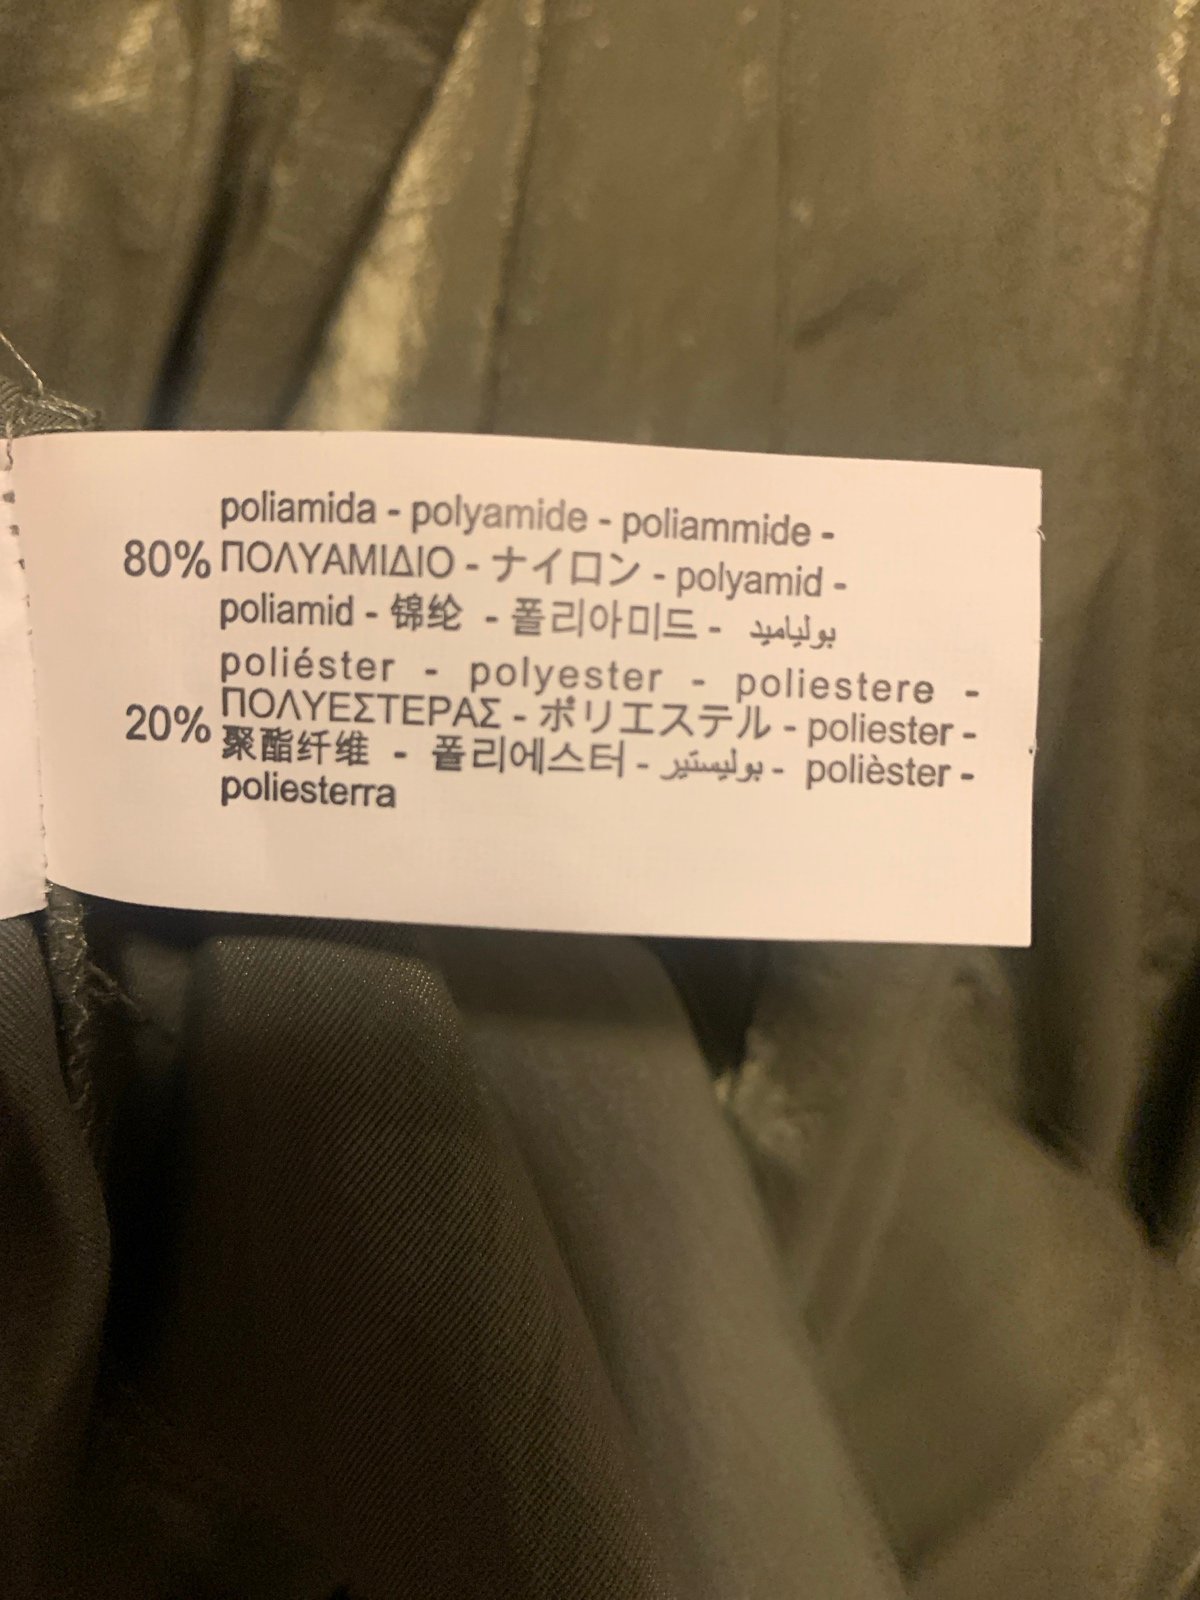 poliamida - polyamide - poliammide -
80% ΠΟΛΥΑΜΙΔΙΟ - ナイロン - polyamid -
poliamid - 锦纶 - 폴리아미드 - بولياميد
poliéster - polyester - poliestere -
20% ΠΟΛΥΕΣΤΕΡΑΣ - ポリエステル - poliester -
聚酯纤维 - 폴리에스터 - بوليستير - polièster -
poliesterra